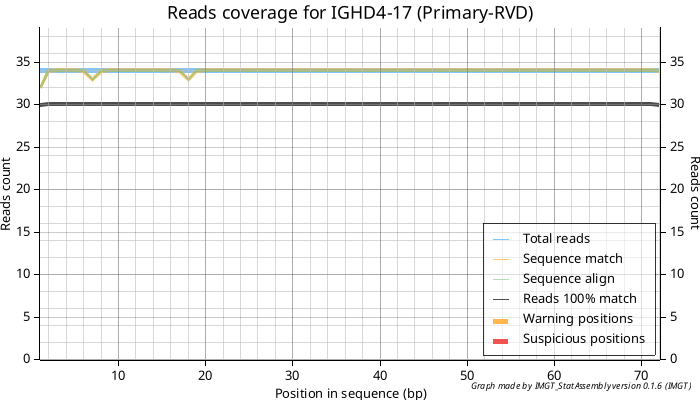 Reads coverage for IGHD4-17 (Primary-RVD)
35 35
30 30
25 25
20 20
15 15
10 10
5 5
0 0
Reads count
Reads count
Total reads
Sequence match
Sequence align
Reads 100% match
Warning positions
Suspicious positions
10 20 30 40 50 60 70
Position in sequence (bp)
Graph made by IMGT_StatAssembly version 0.1.6 (IMGT)